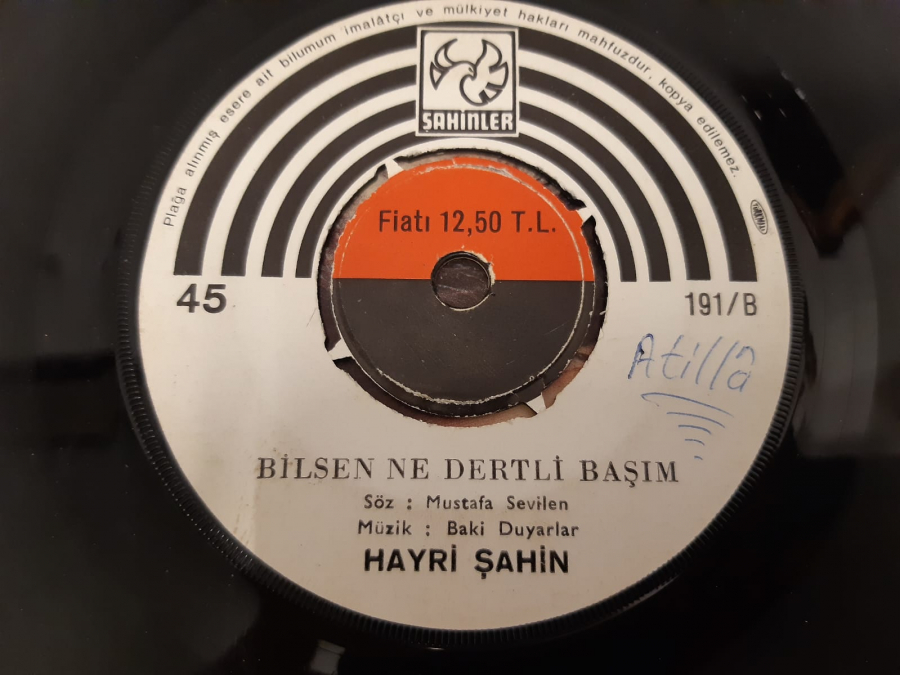 Plağa alınmış esere ait bilumum imalâtçı ve mülkiyet hakları mahfuzdur, kopya edilemez.
ŞAHİNLER
Fiatı 12,50 T.L.
45
191/B
Atillâ
BİLSEN NE DERTLİ BAŞIM
Söz : Mustafa Sevilen
Müzik : Baki Duyarlar
HAYRİ ŞAHİN